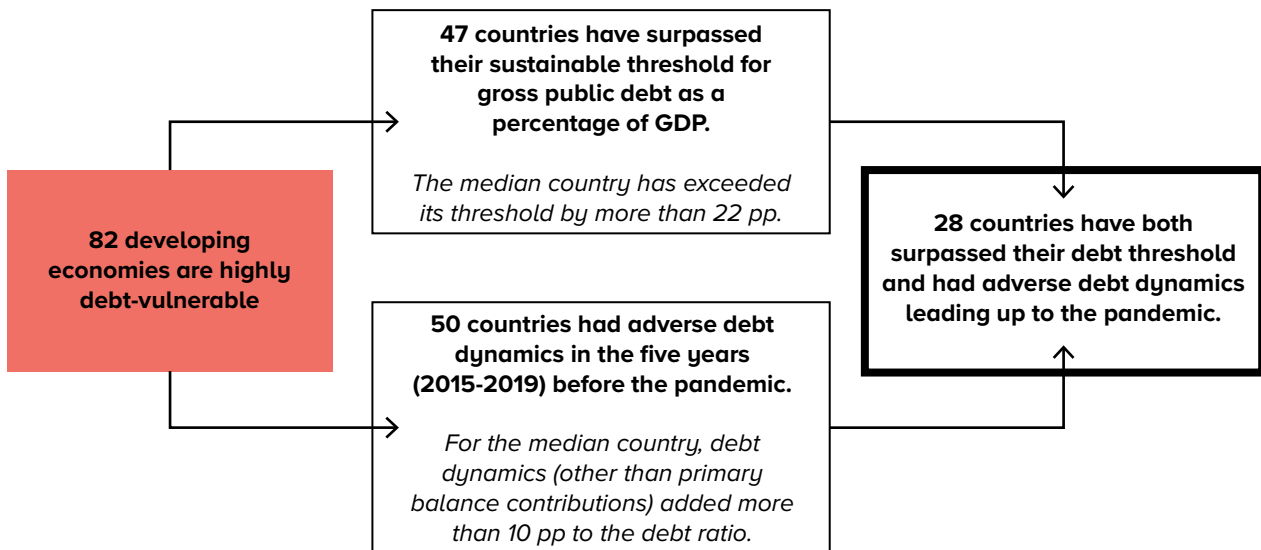 82 developing
economies are highly
debt-vulnerable
47 countries have surpassed
their sustainable threshold for
gross public debt as a
percentage of GDP.
The median country has exceeded
its threshold by more than 22 pp.
50 countries had adverse debt
dynamics in the five years
(2015-2019) before the pandemic.
For the median country, debt
dynamics (other than primary
balance contributions) added more
than 10 pp to the debt ratio.
28 countries have both
surpassed their debt threshold
and had adverse debt dynamics
leading up to the pandemic.